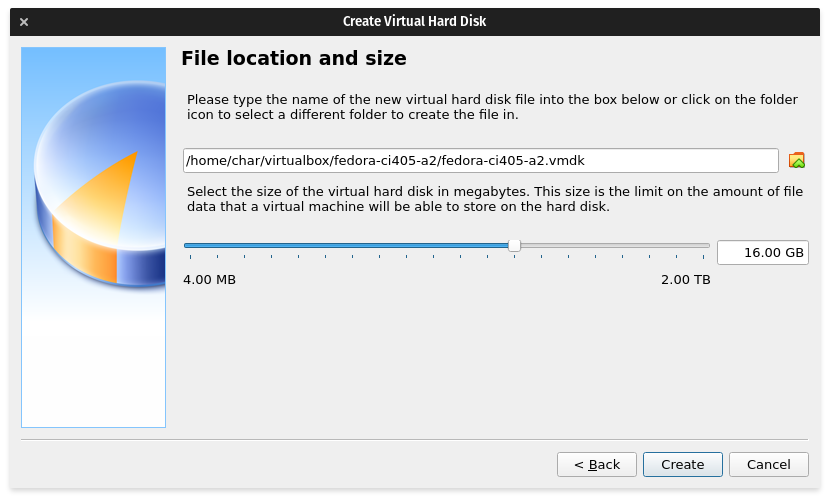 Create Virtual Hard Disk
File location and size
Please type the name of the new virtual hard disk file into the box below or click on the folder
icon to select a different folder to create the file in.
/home/char/virtualbox/fedora-ci405-a2/fedora-ci405-a2.vmdk
Select the size of the virtual hard disk in megabytes. This size is the limit on the amount of file
data that a virtual machine will be able to store on the hard disk.
16.00 GB
4.00 MB 2.00 TB
< Back Create Cancel